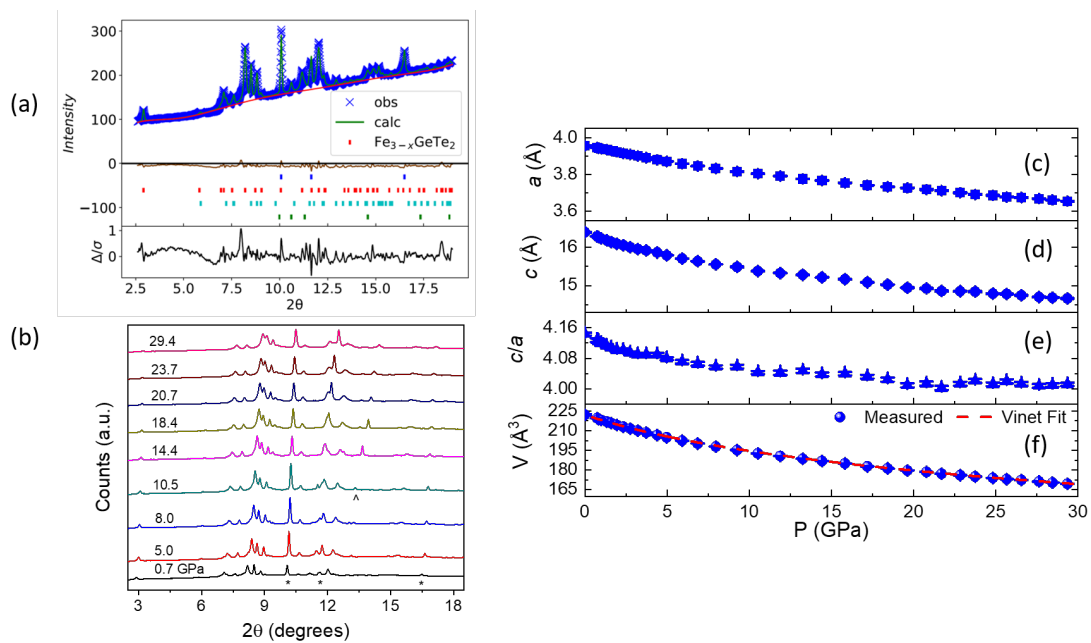 (a)
Intensity
300
200
100
0
−100
obs
calc
Fe₃₋ₓGeTe₂
Δ/σ
1
0
2.5 5.0 7.5 10.0 12.5 15.0 17.5
2θ
(b)
Counts (a.u.)
29.4
23.7
20.7
18.4
14.4
10.5
^
8.0
5.0
0.7 GPa
* * *
3 6 9 12 15 18
2θ (degrees)
a (Å)
4.0
3.8
3.6
(c)
c (Å)
16
15
(d)
c/a
4.16
4.08
4.00
(e)
V (Å³)
225
210
195
180
165
Measured Vinet Fit
(f)
0 5 10 15 20 25 30
P (GPa)